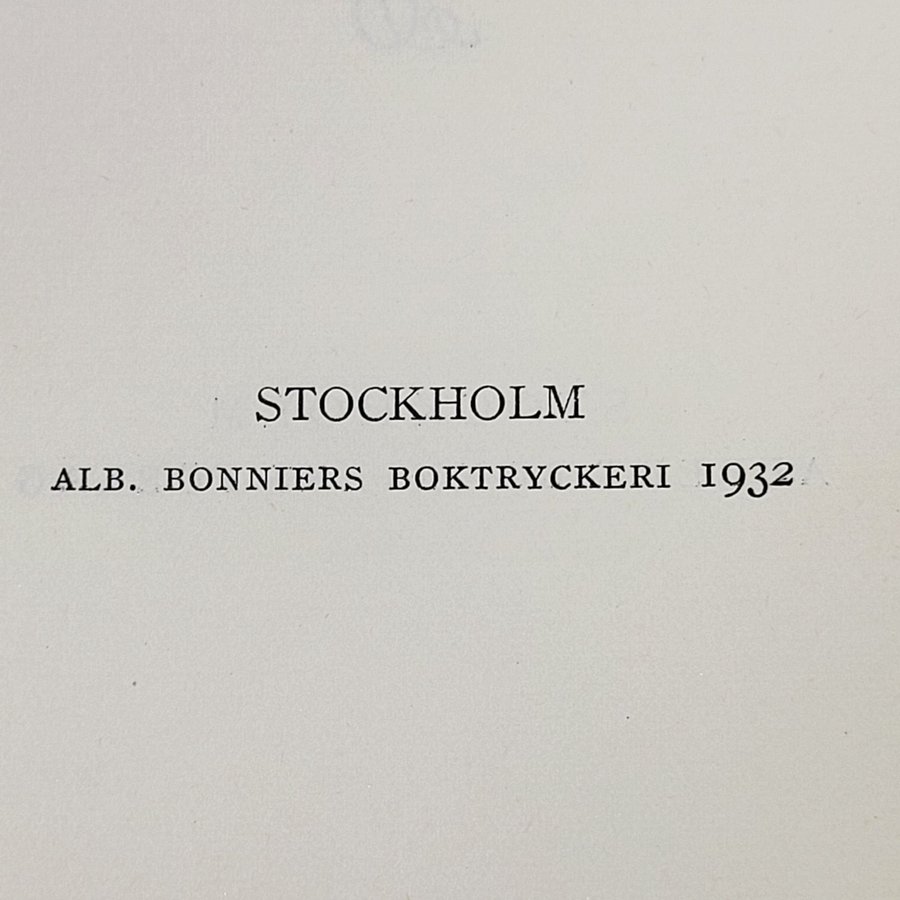 STOCKHOLM
ALB. BONNIERS BOKTRYCKERI 1932